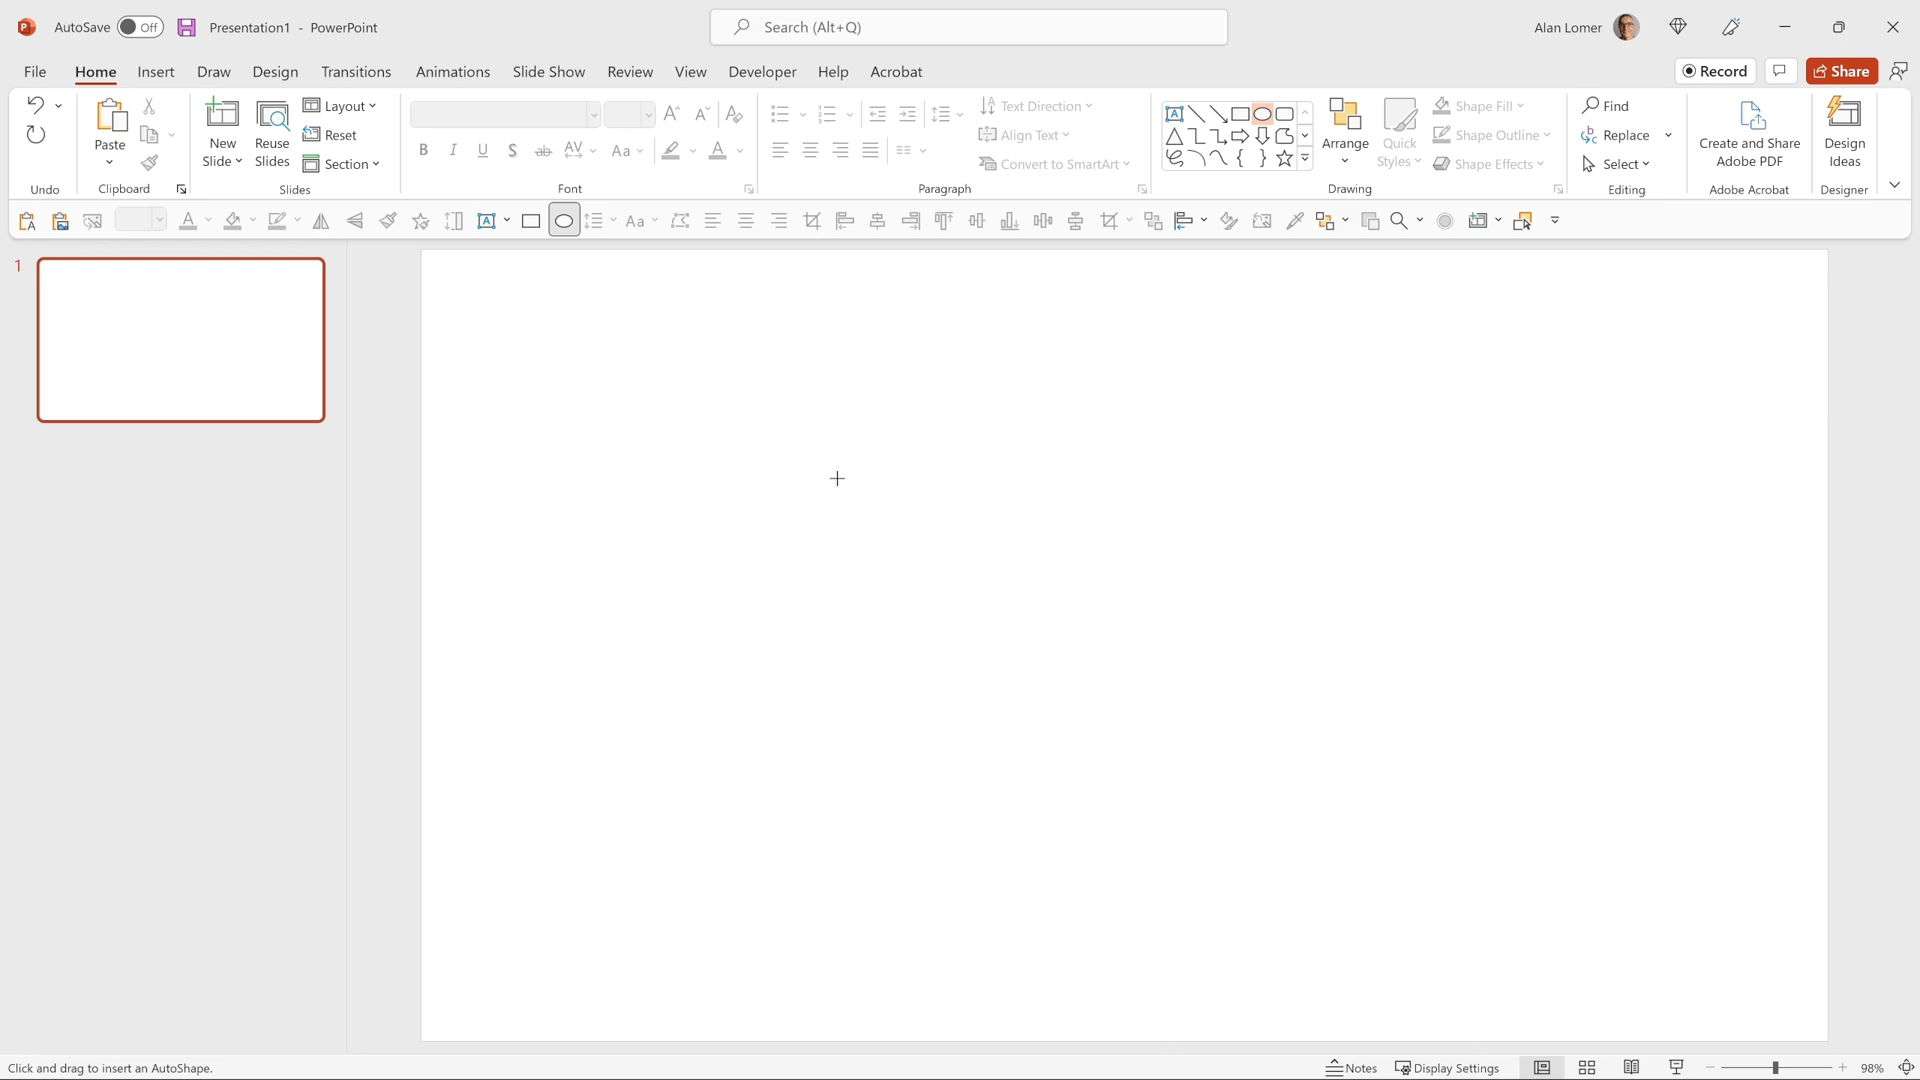 AutoSave Off Presentation1 - PowerPoint Search (Alt+Q) Alan Lomer
File Home Insert Draw Design Transitions Animations Slide Show Review View Developer Help Acrobat Record Share
Paste
New Slide
Reuse Slides
Layout
Reset
Section
Text Direction
Align Text
Convert to SmartArt
Arrange
Quick Styles
Shape Fill
Shape Outline
Shape Effects
Find
Replace
Select
Create and Share Adobe PDF
Design Ideas
Undo Clipboard Slides Font Paragraph Drawing Editing Adobe Acrobat Designer
1
Click and drag to insert an AutoShape. Notes Display Settings 98%